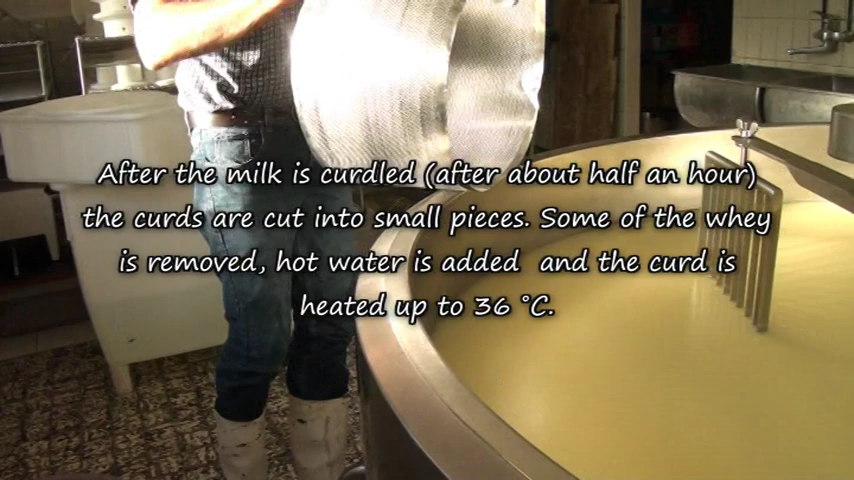 After the milk is curdled (after about half an hour)
the curds are cut into small pieces. Some of the whey
is removed, hot water is added  and the curd is
heated up to 36 °C.